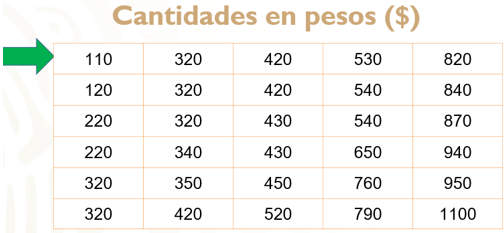 Cantidades en pesos ($)
110 320 420 530 820
120 320 420 540 840
220 320 430 540 870
220 340 430 650 940
320 350 450 760 950
320 420 520 790 1100